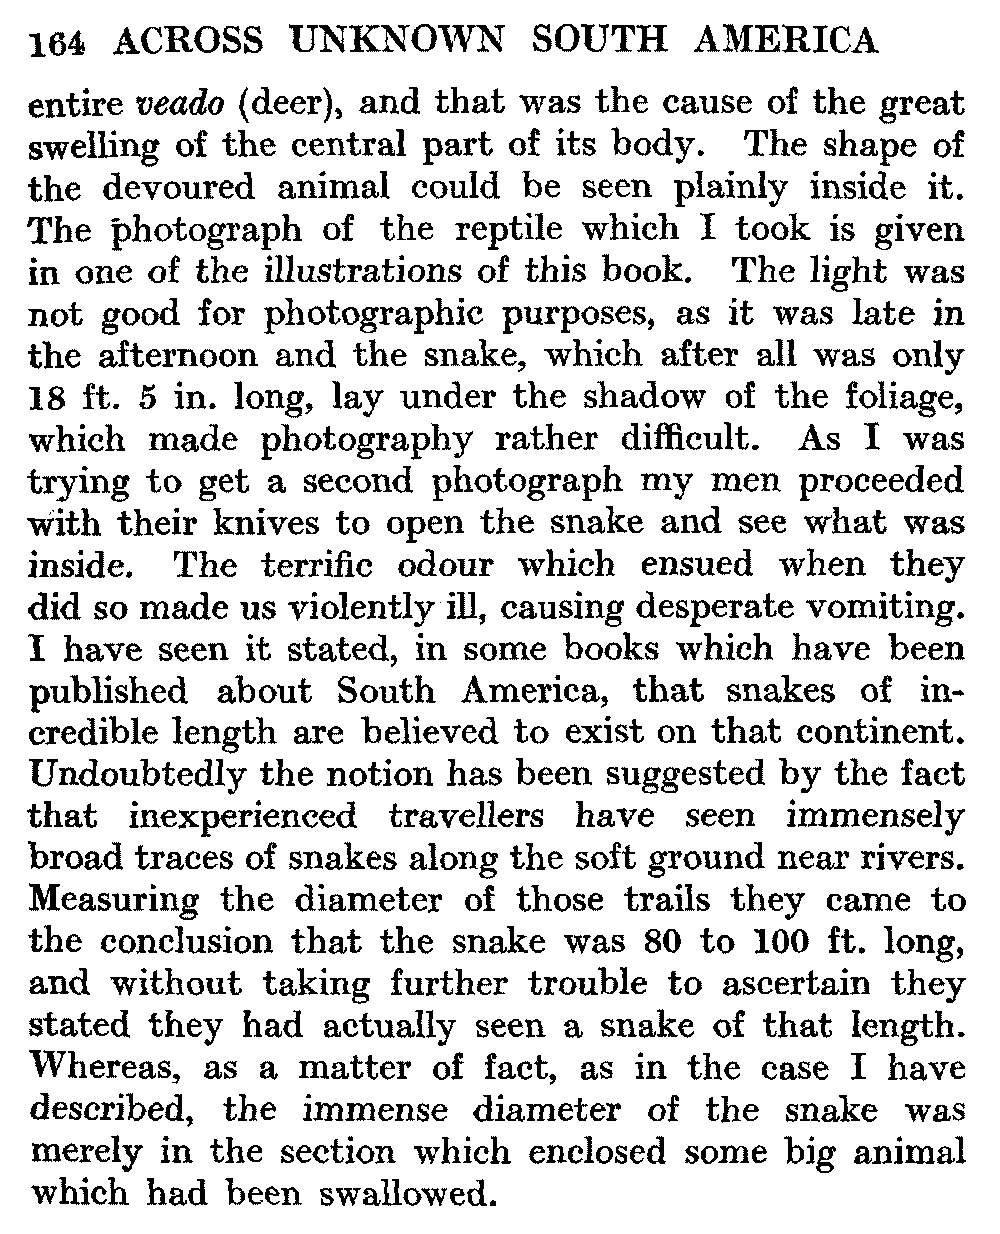 164 ACROSS UNKNOWN SOUTH AMERICA
entire veado (deer), and that was the cause of the great
swelling of the central part of its body. The shape of
the devoured animal could be seen plainly inside it.
The photograph of the reptile which I took is given
in one of the illustrations of this book. The light was
not good for photographic purposes, as it was late in
the afternoon and the snake, which after all was only
18 ft. 5 in. long, lay under the shadow of the foliage,
which made photography rather difficult. As I was
trying to get a second photograph my men proceeded
with their knives to open the snake and see what was
inside. The terrific odour which ensued when they
did so made us violently ill, causing desperate vomiting.
I have seen it stated, in some books which have been
published about South America, that snakes of in-
credible length are believed to exist on that continent.
Undoubtedly the notion has been suggested by the fact
that inexperienced travellers have seen immensely
broad traces of snakes along the soft ground near rivers.
Measuring the diameter of those trails they came to
the conclusion that the snake was 80 to 100 ft. long,
and without taking further trouble to ascertain they
stated they had actually seen a snake of that length.
Whereas, as a matter of fact, as in the case I have
described, the immense diameter of the snake was
merely in the section which enclosed some big animal
which had been swallowed.